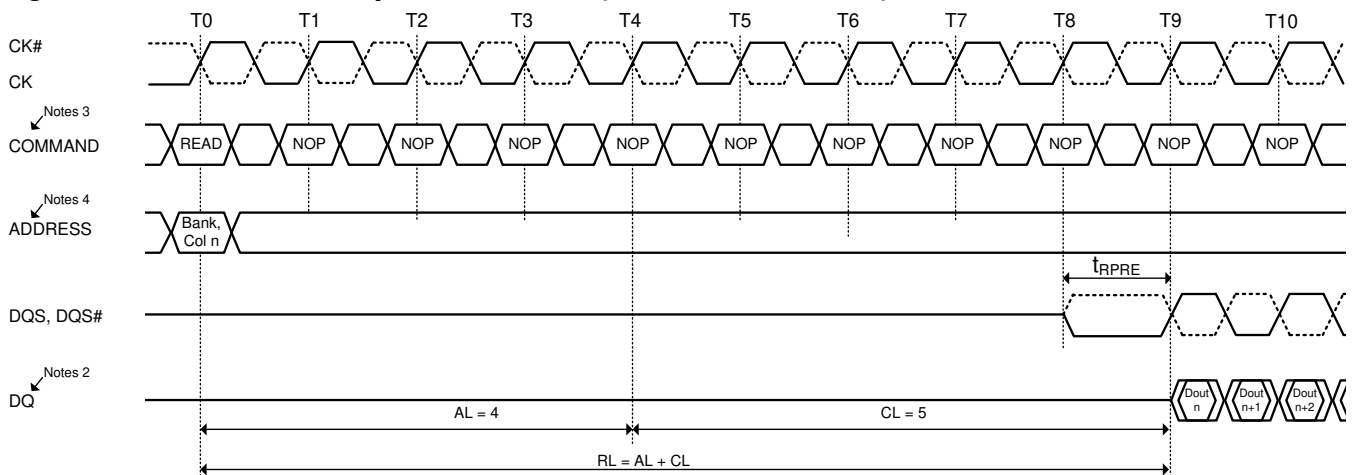 T0 T1 T2 T3 T4 T5 T6 T7 T8 T9 T10
CK#
CK
Notes 3
COMMAND
READ NOP NOP NOP NOP NOP NOP NOP NOP NOP NOP
Notes 4
ADDRESS
Bank,
Col n
tRPRE
DQS, DQS#
Notes 2
DQ
Dout
n
Dout
n+1
Dout
n+2
AL = 4
CL = 5
RL = AL + CL